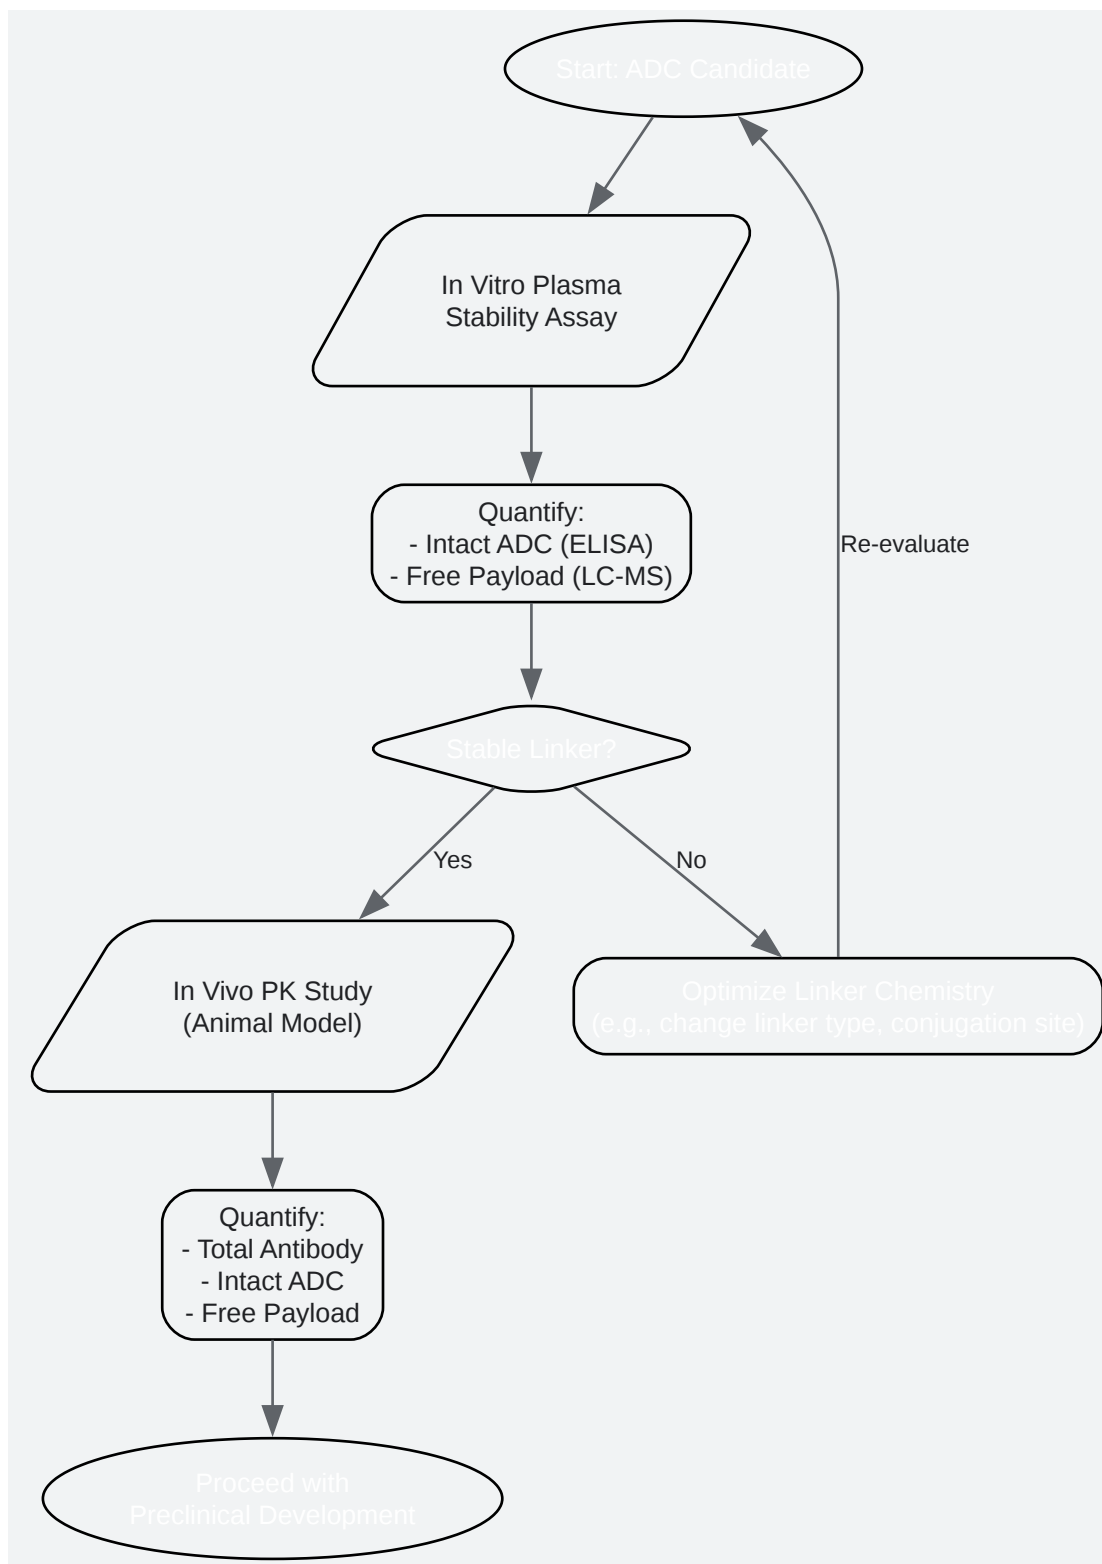 Start: ADC Candidate
In Vitro Plasma
Stability Assay
Quantify:
- Intact ADC (ELISA)
- Free Payload (LC-MS)
Re-evaluate
Stable Linker?
Yes
No
In Vivo PK Study
(Animal Model)
Optimize Linker Chemistry
(e.g., change linker type, conjugation site)
Quantify:
- Total Antibody
- Intact ADC
- Free Payload
Proceed with
Preclinical Development